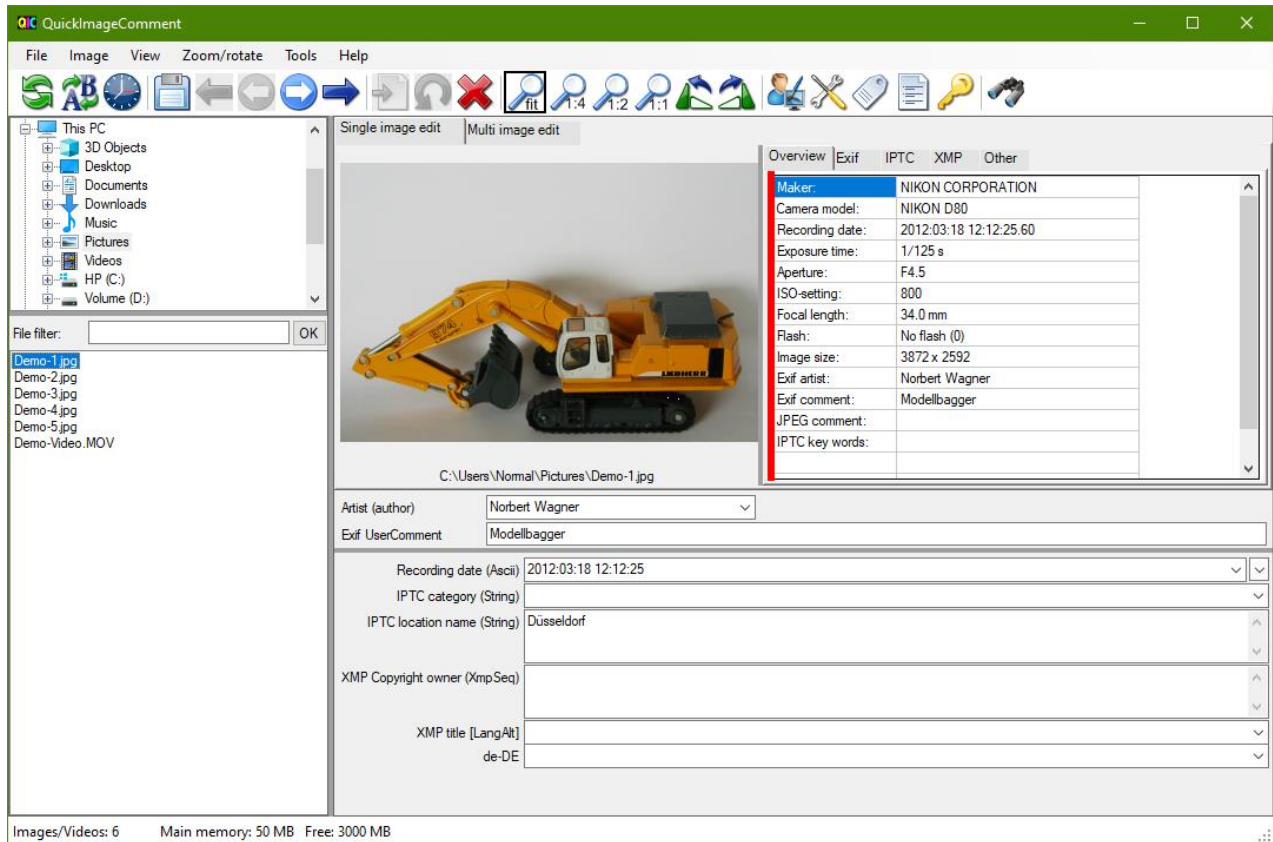 QIC QuickImageComment
File Image View Zoom/rotate Tools Help
fit 1:4 1:2 1:1
This PC
3D Objects
Desktop
Documents
Downloads
Music
Pictures
Videos
HP (C:)
Volume (D:)
File filter: OK
Demo-1.jpg
Demo-2.jpg
Demo-3.jpg
Demo-4.jpg
Demo-5.jpg
Demo-Video.MOV
Single image edit Multi image edit
LIEBHERR
C:\Users\Normal\Pictures\Demo-1.jpg
Overview Exif IPTC XMP Other
Maker: NIKON CORPORATION
Camera model: NIKON D80
Recording date: 2012:03:18 12:12:25.60
Exposure time: 1/125 s
Aperture: F4.5
ISO-setting: 800
Focal length: 34.0 mm
Flash: No flash (0)
Image size: 3872 x 2592
Exif artist: Norbert Wagner
Exif comment: Modellbagger
JPEG comment:
IPTC key words:
Artist (author) Norbert Wagner
Exif UserComment Modellbagger
Recording date (Ascii) 2012:03:18 12:12:25
IPTC category (String)
IPTC location name (String) Düsseldorf
XMP Copyright owner (XmpSeq)
XMP title [LangAlt]
de-DE
Images/Videos: 6 Main memory: 50 MB Free: 3000 MB